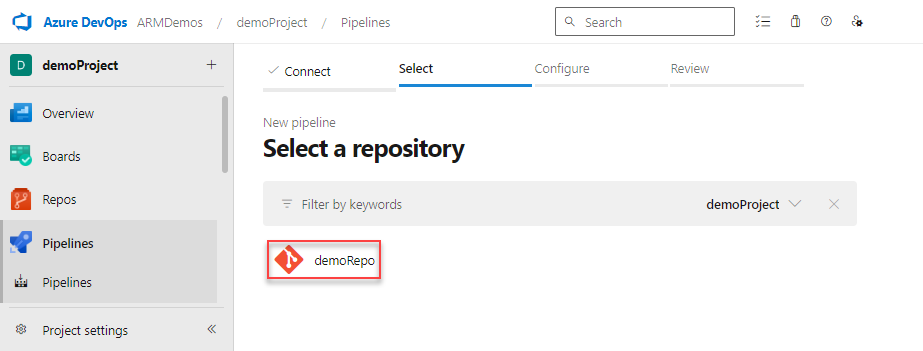 Azure DevOps ARMDemos / demoProject / Pipelines Search
D demoProject +
Connect Select Configure Review
Overview
New pipeline
Select a repository
Boards
Repos
Filter by keywords demoProject
Pipelines
demoRepo
Pipelines
Project settings